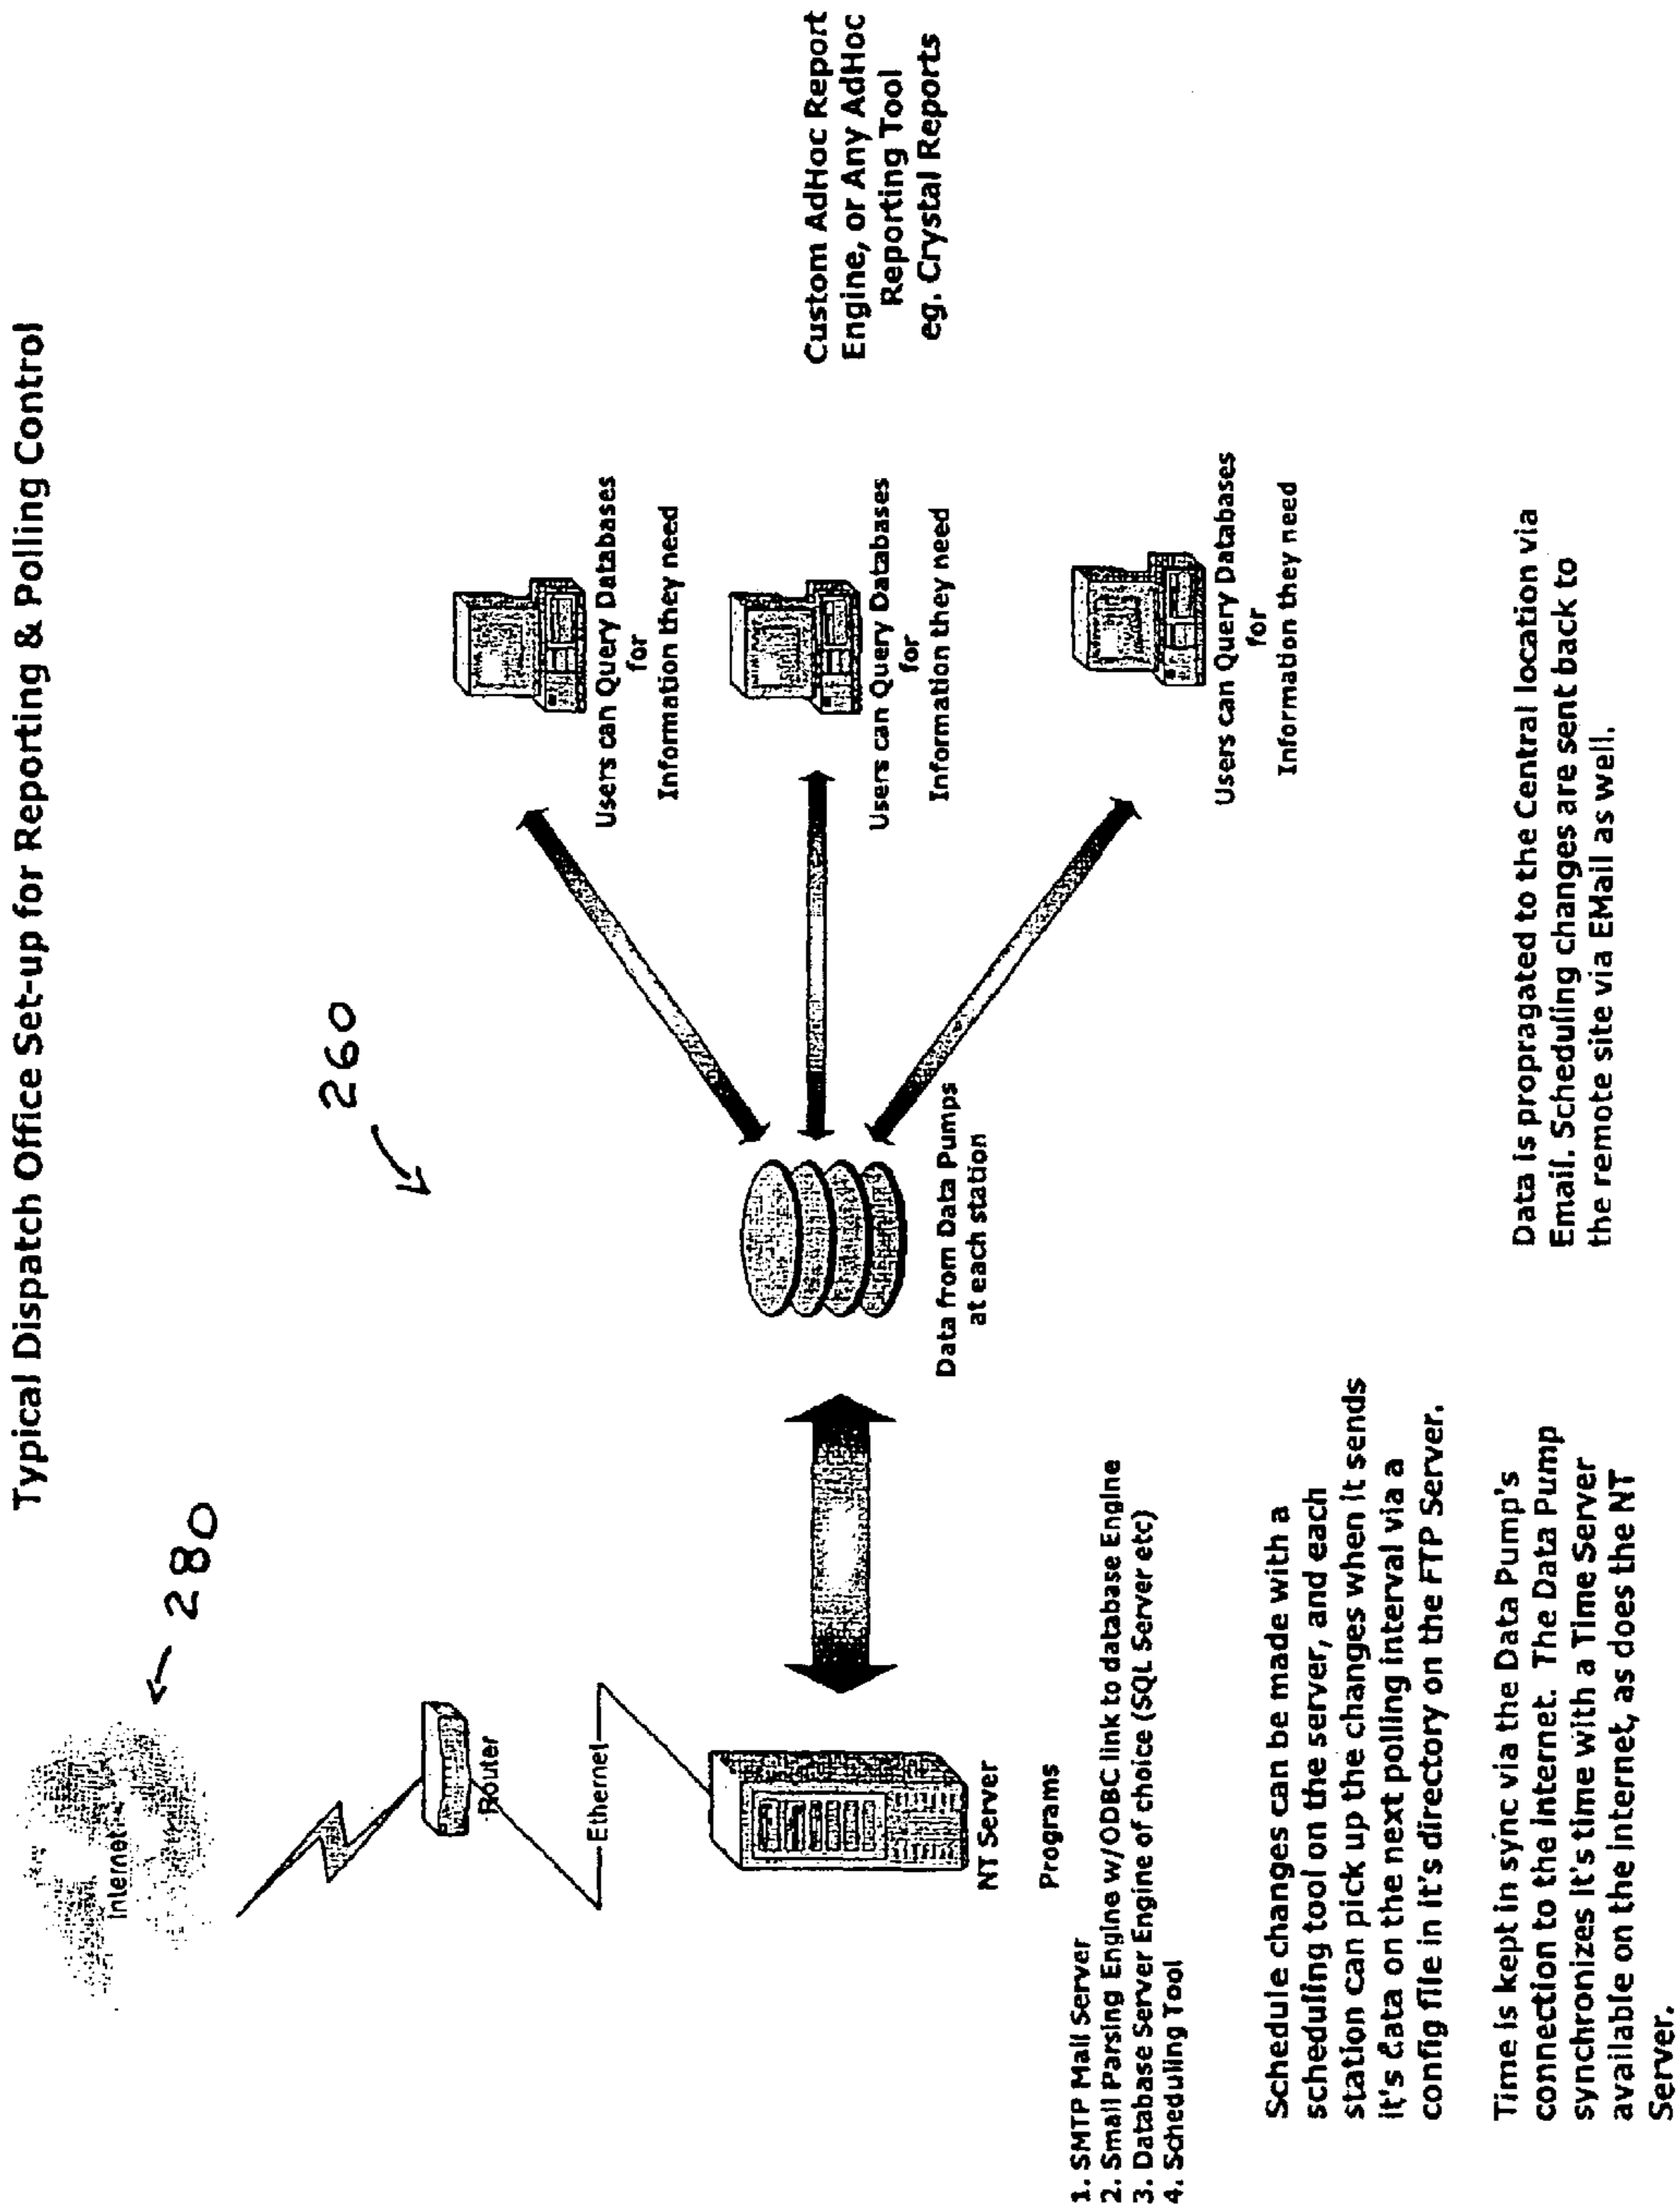 Typical Dispatch Office Set-up for Reporting & Polling Control
280
Internet
Router
Ethernet
NT Server
Programs
1. SMTP Mail Server
2. Small Parsing Engine w/ODBC link to database Engine
3. Database Server Engine of choice (SQL Server etc)
4. Scheduling Tool
260
Data from Data Pumps
at each station
Users can Query Databases
for
Information they need
Users can Query Databases
for
Information they need
Users can Query Databases
for
Information they need
Custom AdHoc Report
Engine, or Any AdHoc
Reporting Tool
eg. Crystal Reports
Schedule changes can be made with a
scheduling tool on the server, and each
station can pick up the changes when it sends
it's data on the next polling interval via a
config file in it's directory on the FTP Server.
Time is kept in sync via the Data Pump's
connection to the Internet. The Data Pump
synchronizes it's time with a Time Server
available on the internet, as does the NT
Server.
Data is propragated to the Central location via
Email. Scheduling changes are sent back to
the remote site via EMail as well.